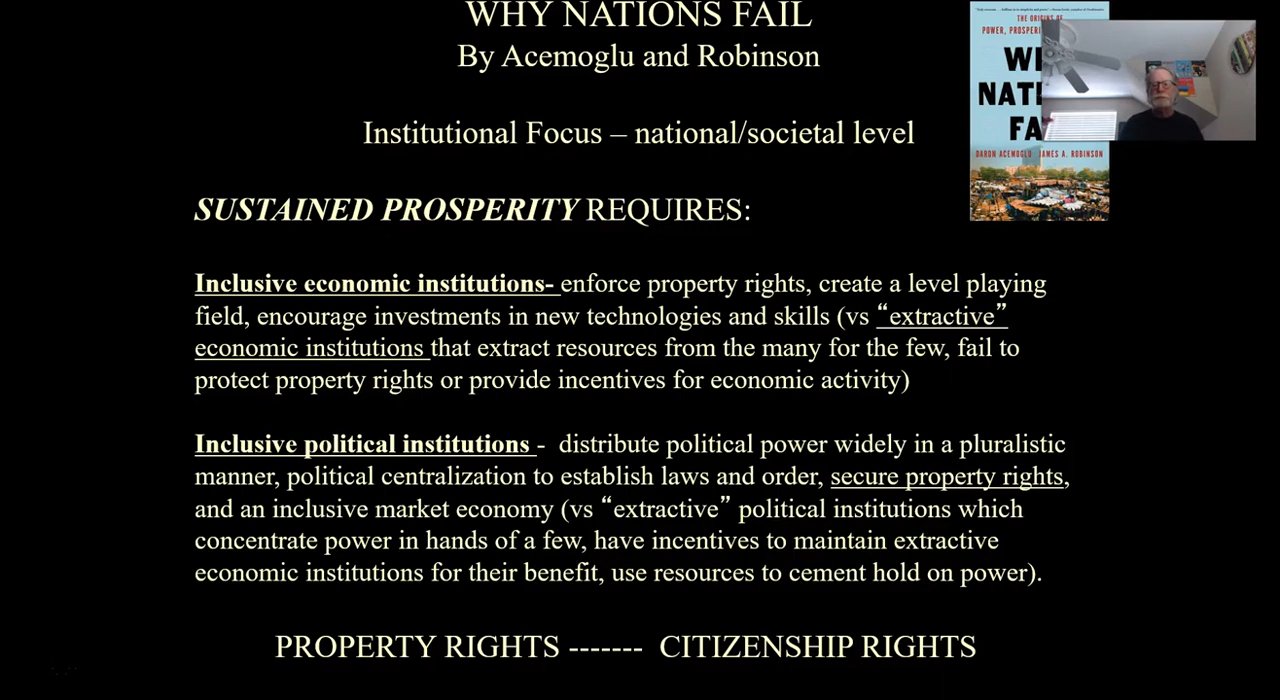 WHY NATIONS FAIL
By Acemoglu and Robinson
Institutional Focus – national/societal level
SUSTAINED PROSPERITY REQUIRES:
Inclusive economic institutions- enforce property rights, create a level playing
field, encourage investments in new technologies and skills (vs “extractive”
economic institutions that extract resources from the many for the few, fail to
protect property rights or provide incentives for economic activity)
Inclusive political institutions - distribute political power widely in a pluralistic
manner, political centralization to establish laws and order, secure property rights,
and an inclusive market economy (vs “extractive” political institutions which
concentrate power in hands of a few, have incentives to maintain extractive
economic institutions for their benefit, use resources to cement hold on power).
PROPERTY RIGHTS ------- CITIZENSHIP RIGHTS
THE ORIGINS OF
POWER, PROSPERI
WH
NATI
FA
DARON ACEMOGLU JAMES A. ROBINSON